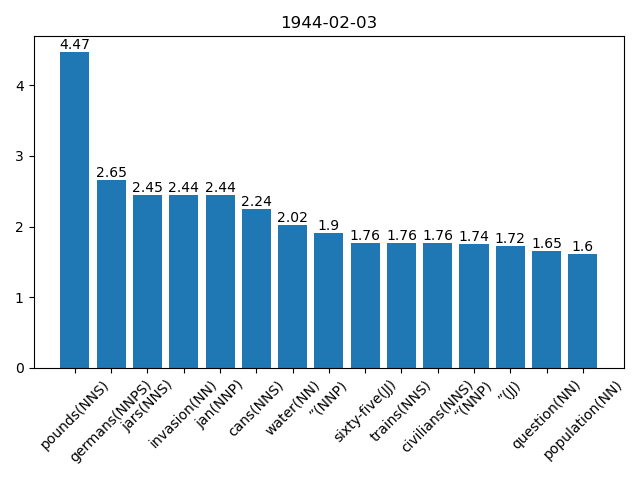 1944-02-03
4.47
2.65
2.45
2.44
2.44
2.24
2.02
1.9
1.76
1.76
1.76
1.74
1.72
1.65
1.6
4
3
2
1
0
pounds(NNS)
germans(NNPS)
jars(NNS)
invasion(NN)
jan(NNP)
cans(NNS)
water(NN)
“(NNP)
sixty-five(JJ)
trains(NNS)
civilians(NNS)
“(NNP)
”(JJ)
question(NN)
population(NN)